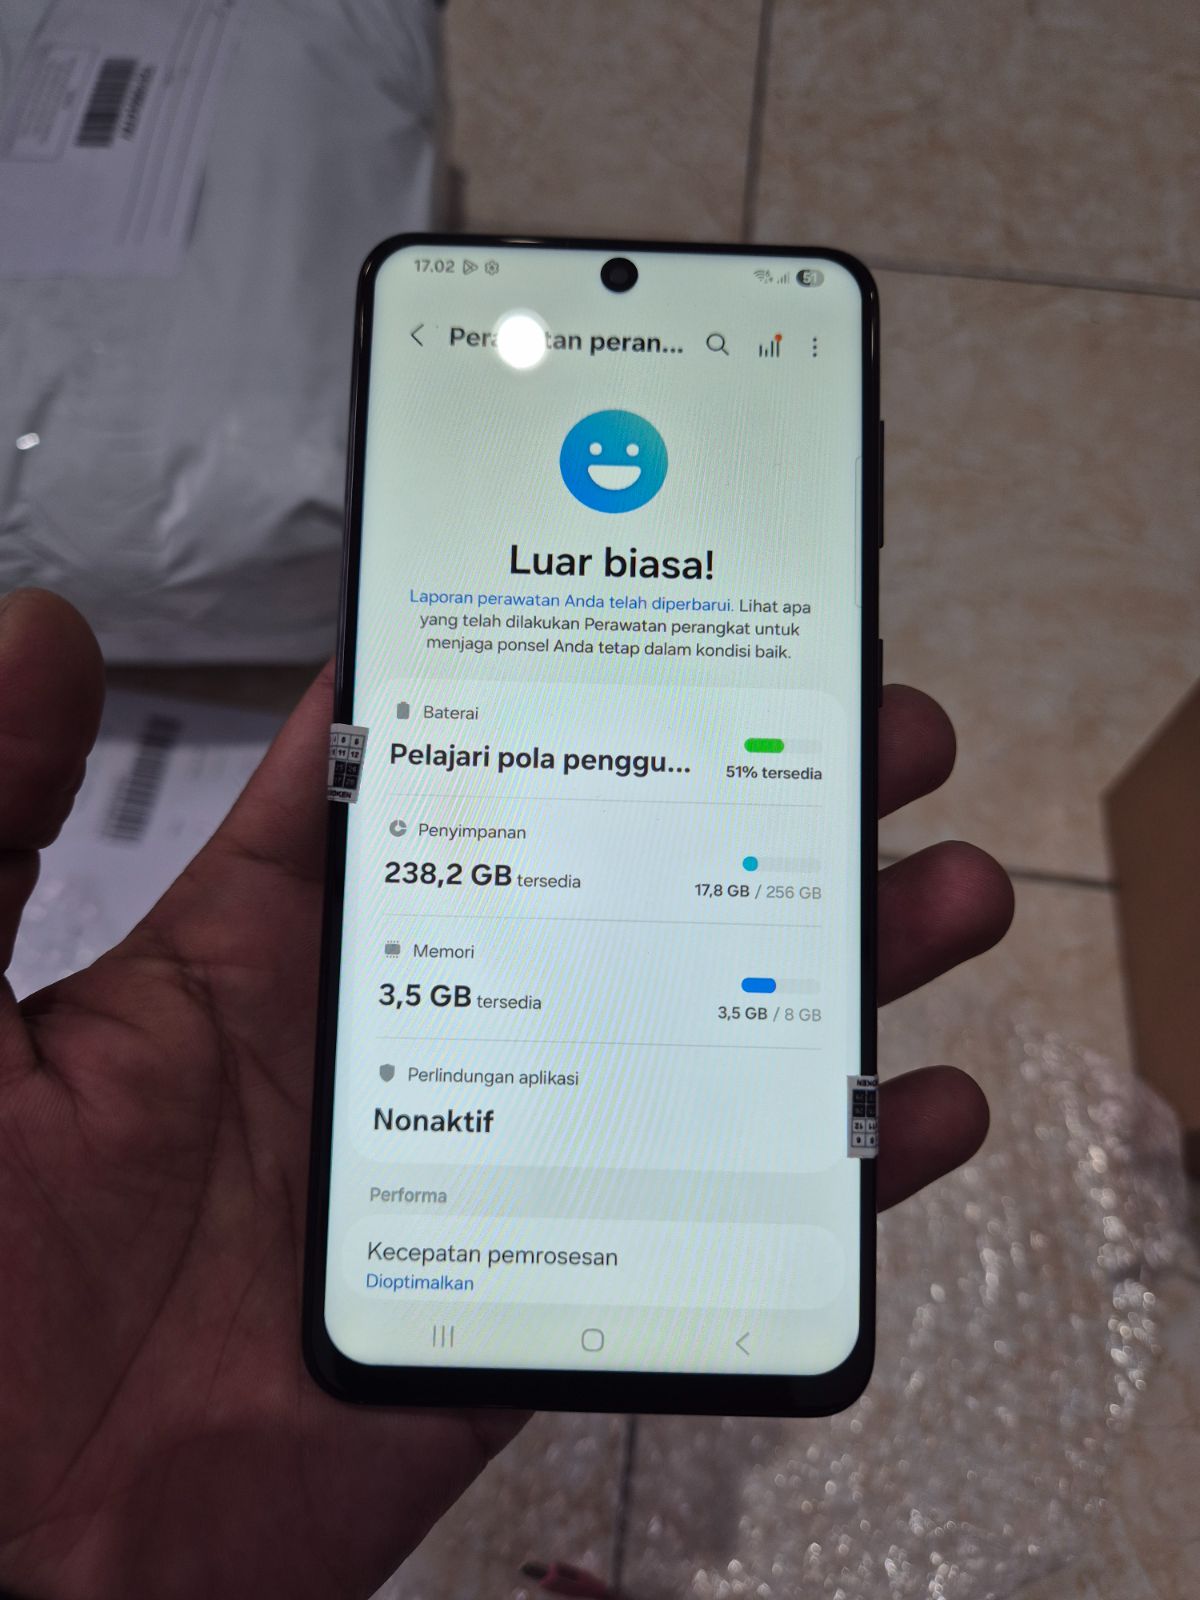 17.02
51
Pera tan peran...
Luar biasa!
Laporan perawatan Anda telah diperbarui. Lihat apa
yang telah dilakukan Perawatan perangkat untuk
menjaga ponsel Anda tetap dalam kondisi baik.
Baterai
Pelajari pola penggu...
51% tersedia
Penyimpanan
238,2 GB tersedia
17,8 GB / 256 GB
Memori
3,5 GB tersedia
3,5 GB / 8 GB
Perlindungan aplikasi
Nonaktif
Performa
Kecepatan pemrosesan
Dioptimalkan